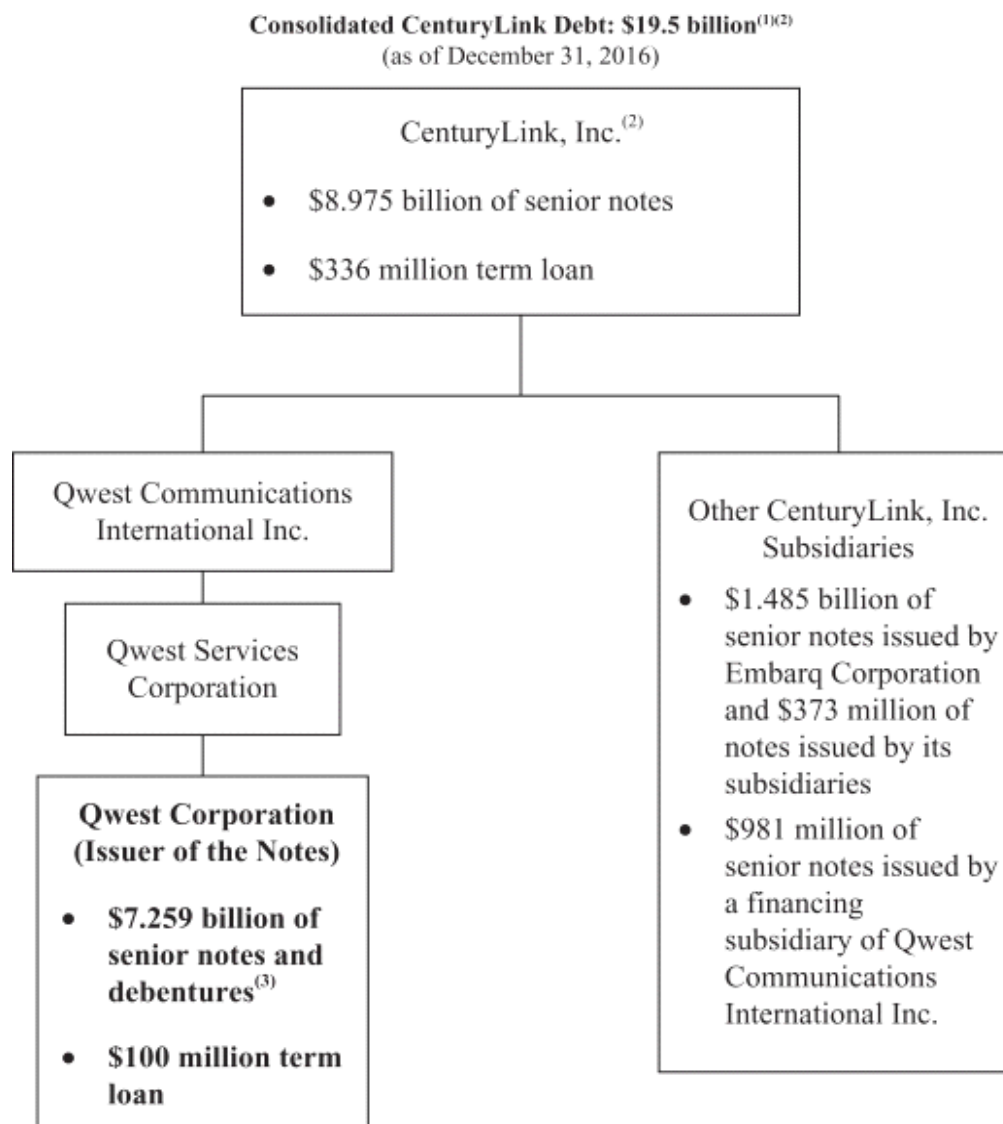 Consolidated CenturyLink Debt: $19.5 billion(1)(2)
(as of December 31, 2016)
CenturyLink, Inc.(2)
• $8.975 billion of senior notes
• $336 million term loan
Qwest Communications
International Inc.
Qwest Services
Corporation
Qwest Corporation
(Issuer of the Notes)
• $7.259 billion of
senior notes and
debentures(3)
• $100 million term
loan
Other CenturyLink, Inc.
Subsidiaries
• $1.485 billion of
senior notes issued by
Embarq Corporation
and $373 million of
notes issued by its
subsidiaries
• $981 million of
senior notes issued by
a financing
subsidiary of Qwest
Communications
International Inc.